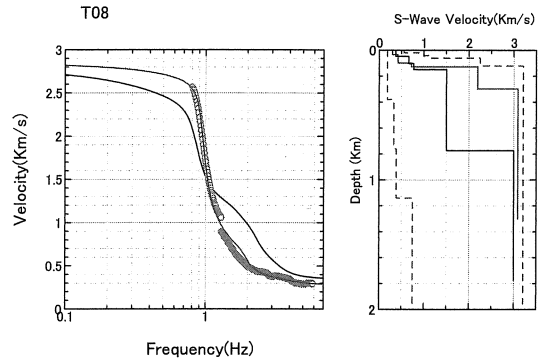 T08
S-Wave Velocity(Km/s)
0 1 2 3
0
1
2
Depth (Km)
3
2.5
2
1.5
1
0.5
0
Velocity(Km/s)
0.1 1
Frequency(Hz)